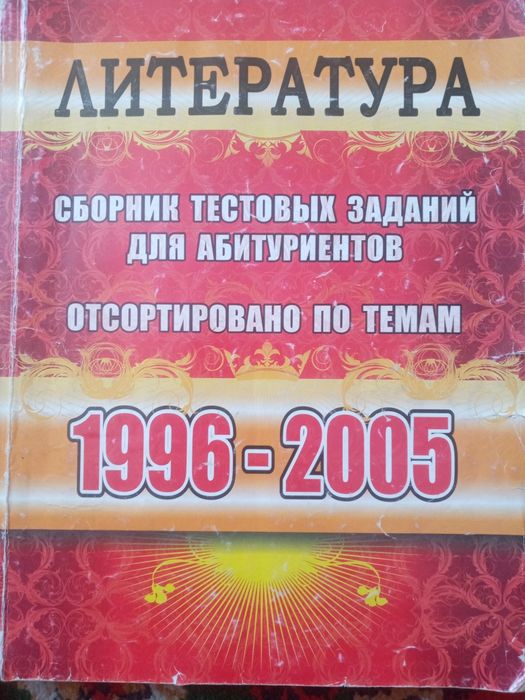 ЛИТЕРАТУРА
СБОРНИК ТЕСТОВЫХ ЗАДАНИЙ
ДЛЯ АБИТУРИЕНТОВ
ОТСОРТИРОВАНО ПО ТЕМАМ
1996-2005